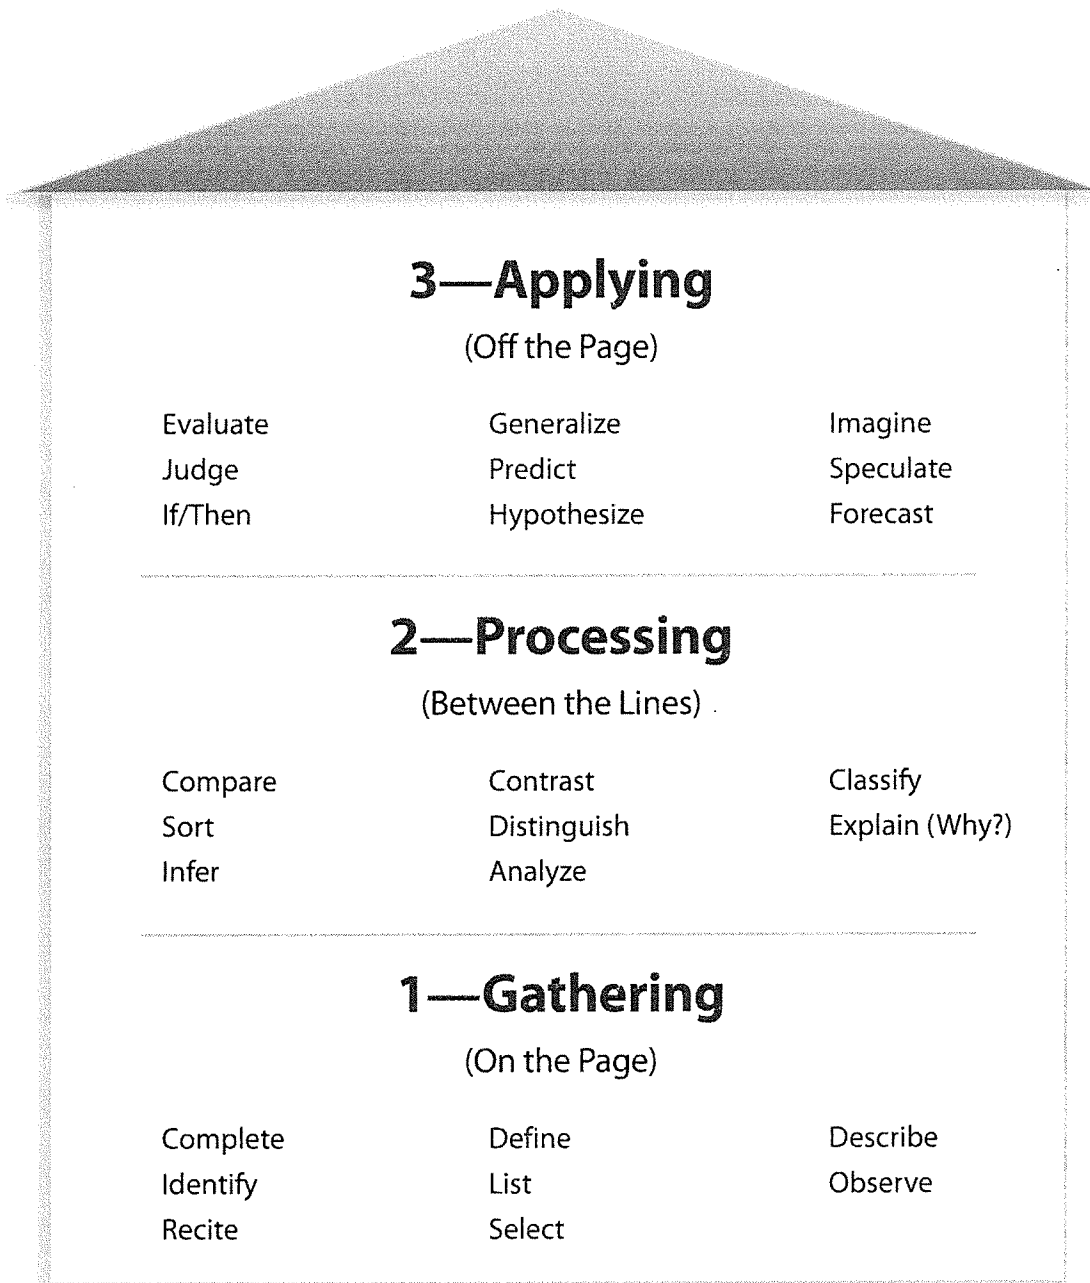 3—Applying
(Off the Page)
Evaluate Generalize Imagine
Judge Predict Speculate
If/Then Hypothesize Forecast
2—Processing
(Between the Lines)
Compare Contrast Classify
Sort Distinguish Explain (Why?)
Infer Analyze
1—Gathering
(On the Page)
Complete Define Describe
Identify List Observe
Recite Select